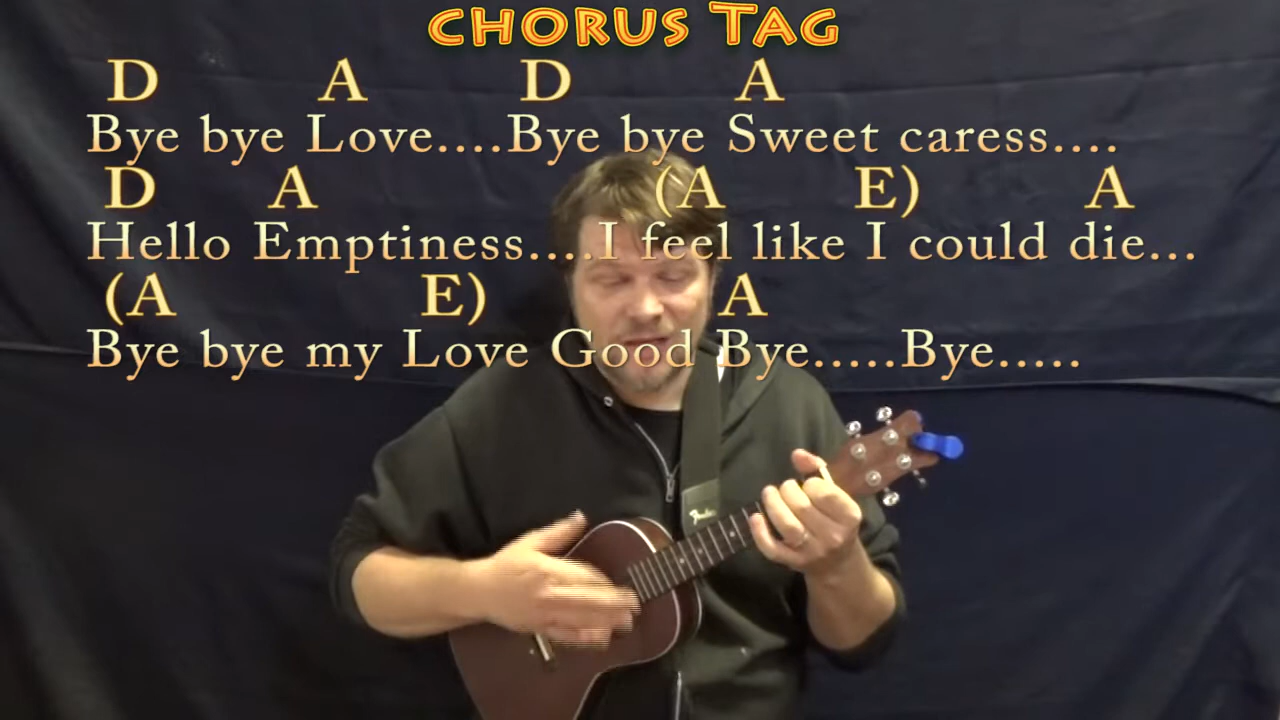 CHORUS TAG
D A D A
Bye bye Love....Bye bye Sweet caress....
D A (A E) A
Hello Emptiness....I feel like I could die...
(A E) A
Bye bye my Love Good Bye.....Bye.....
Fender